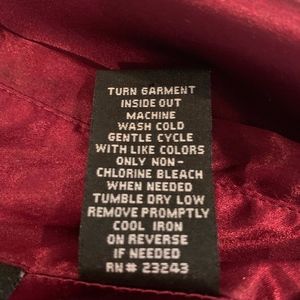 TURN GARMENT
INSIDE OUT
MACHINE
WASH COLD
GENTLE CYCLE
WITH LIKE COLORS
ONLY NON-
CHLORINE BLEACH
WHEN NEEDED
TUMBLE DRY LOW
REMOVE PROMPTLY
COOL IRON
ON REVERSE
IF NEEDED
RN# 23243